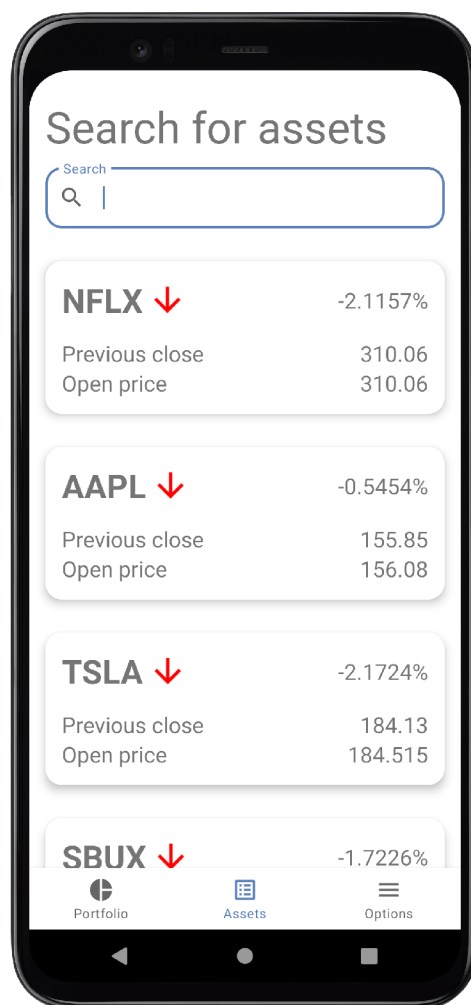 Search for assets
Search
NFLX -2.1157%
Previous close 310.06
Open price 310.06
AAPL -0.5454%
Previous close 155.85
Open price 156.08
TSLA -2.1724%
Previous close 184.13
Open price 184.515
SBUX -1.7226%
Portfolio Assets Options